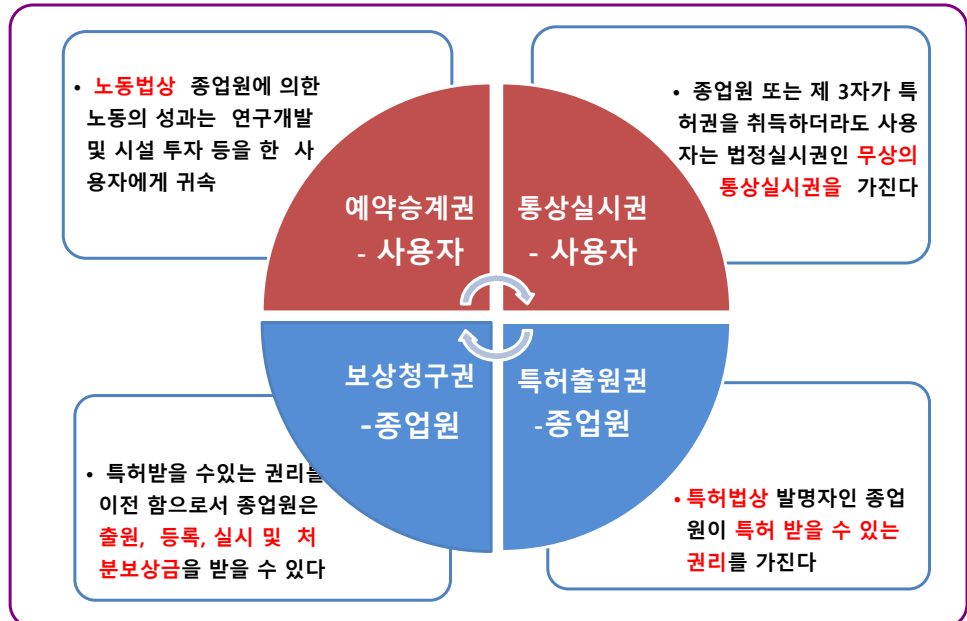 • 노동법상 종업원에 의한
노동의 성과는 연구개발
및 시설 투자 등을 한 사
용자에게 귀속
• 종업원 또는 제 3자가 특
허권을 취득하더라도 사용
자는 법정실시권인 무상의
통상실시권을 가진다
예약승계권
- 사용자
통상실시권
- 사용자
보상청구권
-종업원
특허출원권
-종업원
• 특허받을 수있는 권리를
이전 함으로서 종업원은
출원, 등록, 실시 및 처
분보상금을 받을 수 있다
• 특허법상 발명자인 종업
원이 특허 받을 수 있는
권리를 가진다